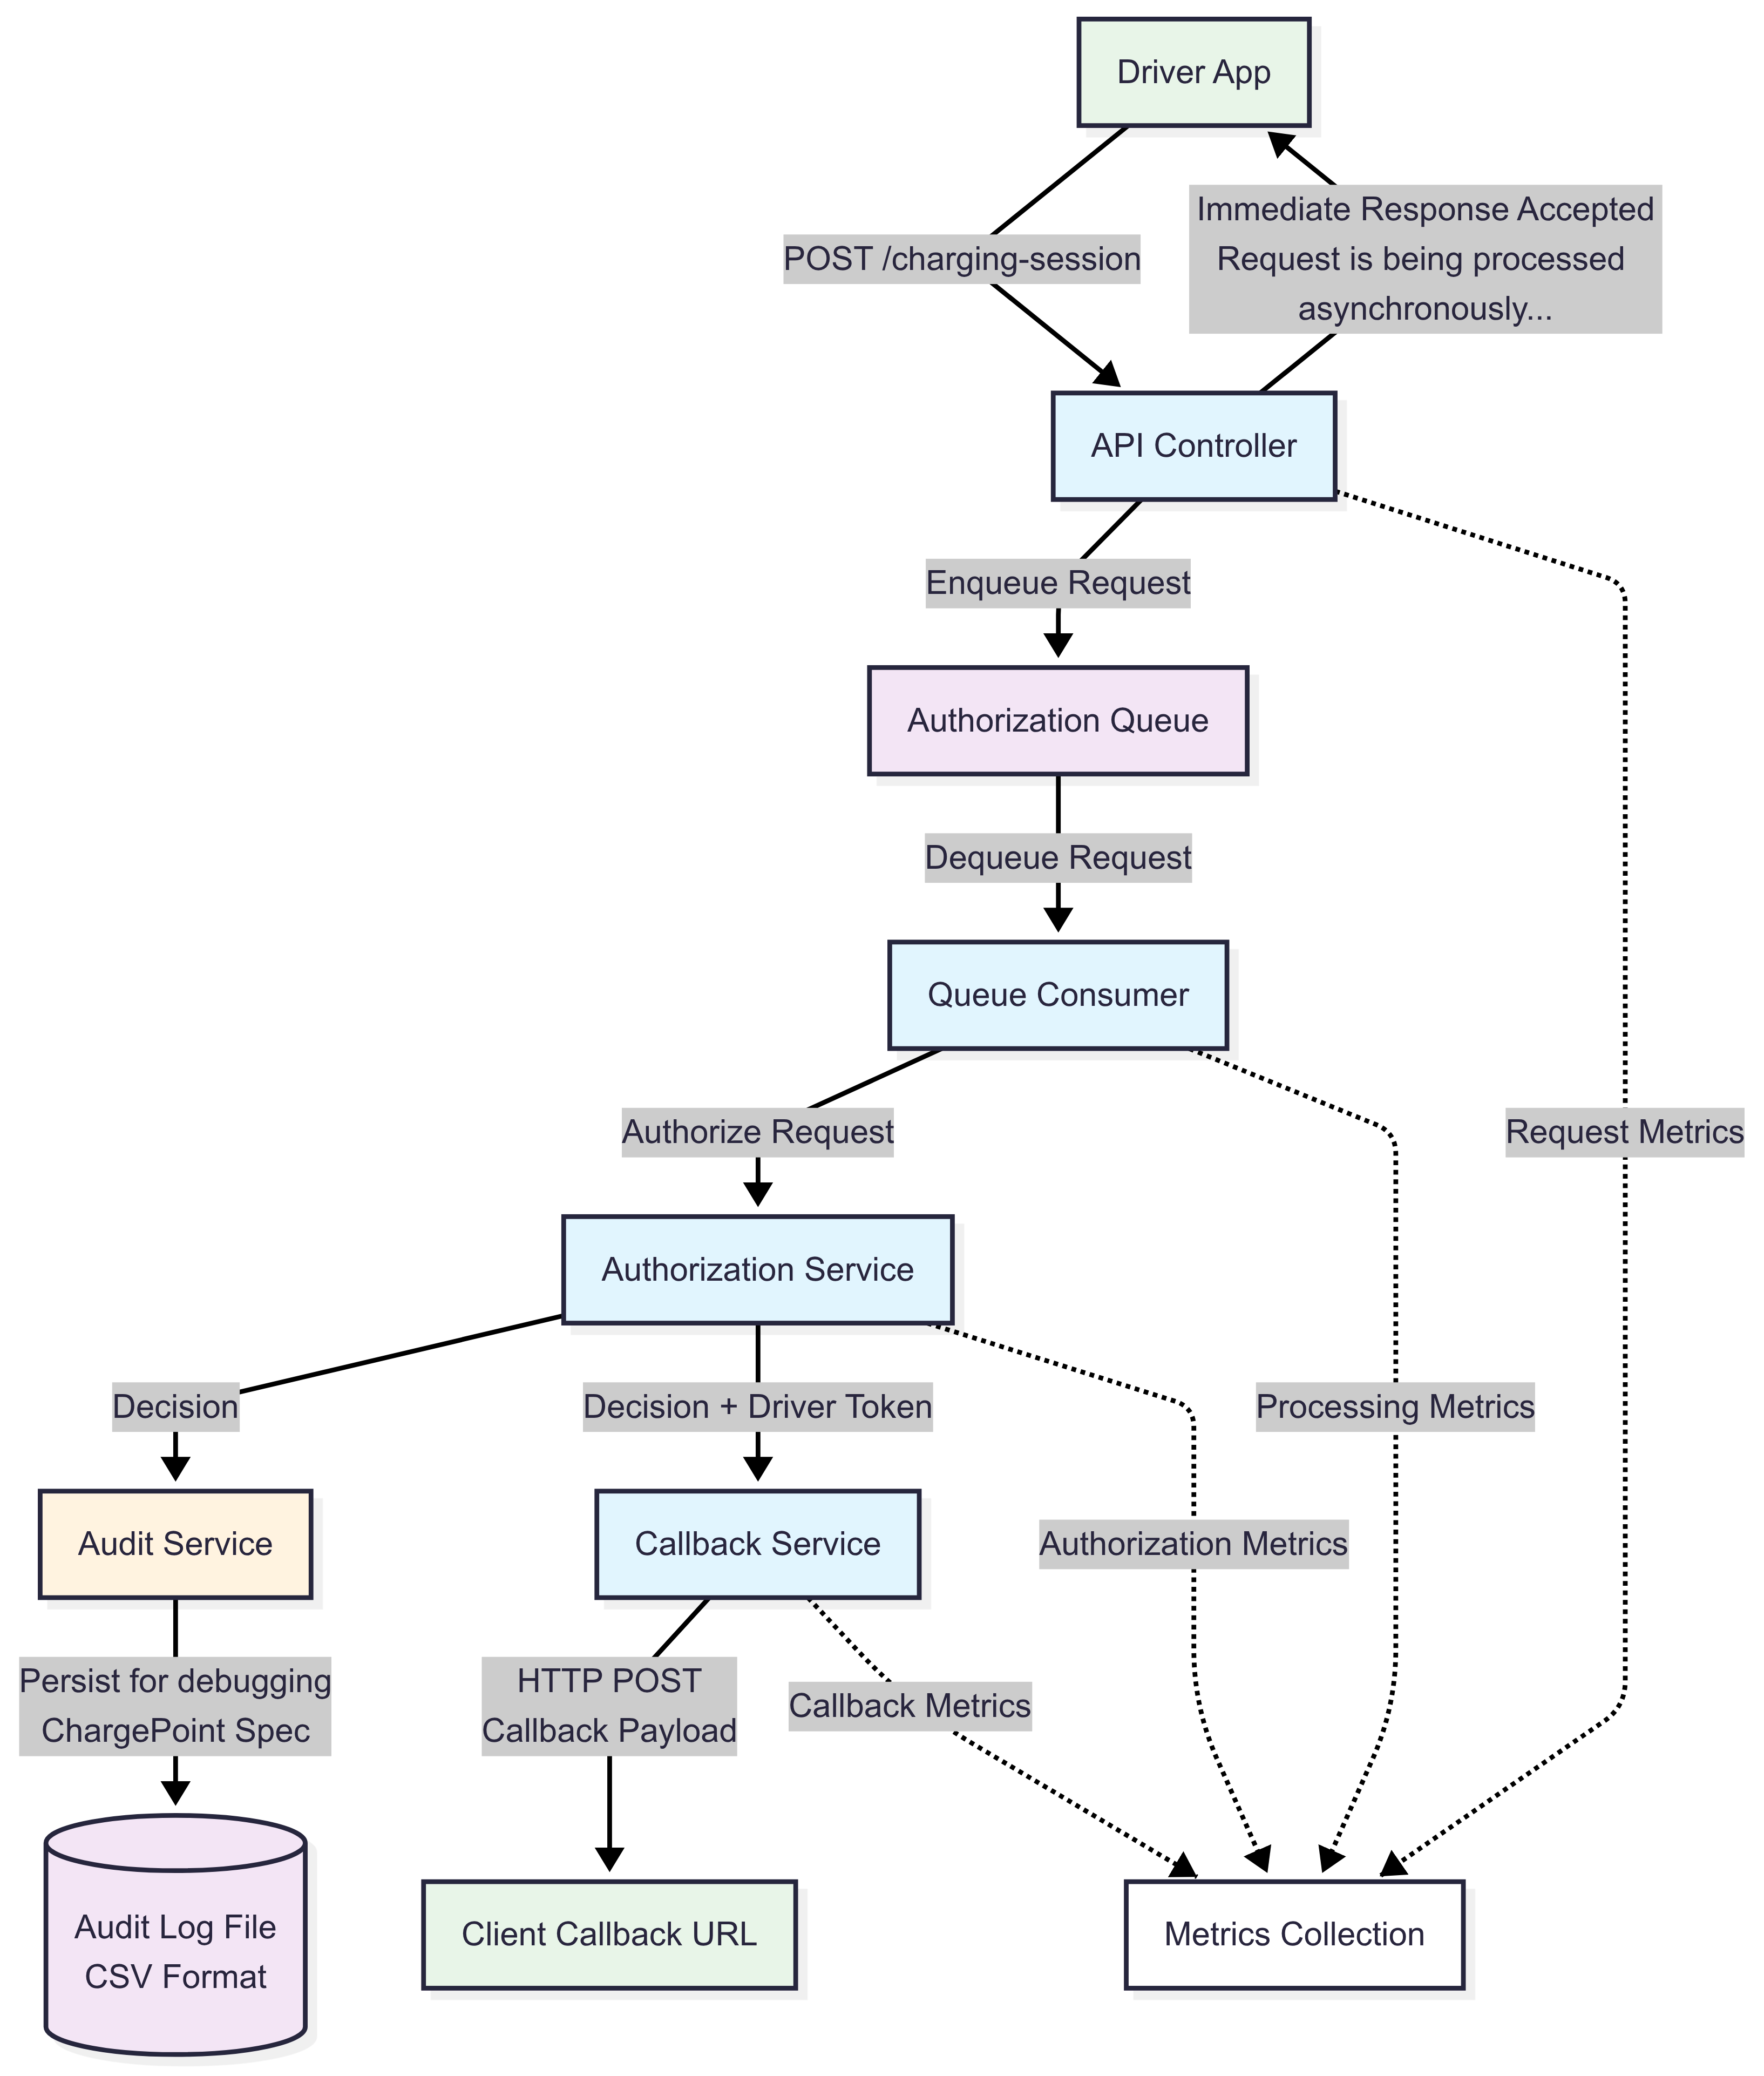 Driver App
POST /charging-session
Immediate Response Accepted
Request is being processed
asynchronously...
API Controller
Enqueue Request
Authorization Queue
Dequeue Request
Queue Consumer
Authorize Request
Request Metrics
Authorization Service
Decision
Decision + Driver Token
Processing Metrics
Audit Service
Callback Service
Authorization Metrics
Persist for debugging
ChargePoint Spec
HTTP POST
Callback Payload
Callback Metrics
Audit Log File
CSV Format
Client Callback URL
Metrics Collection